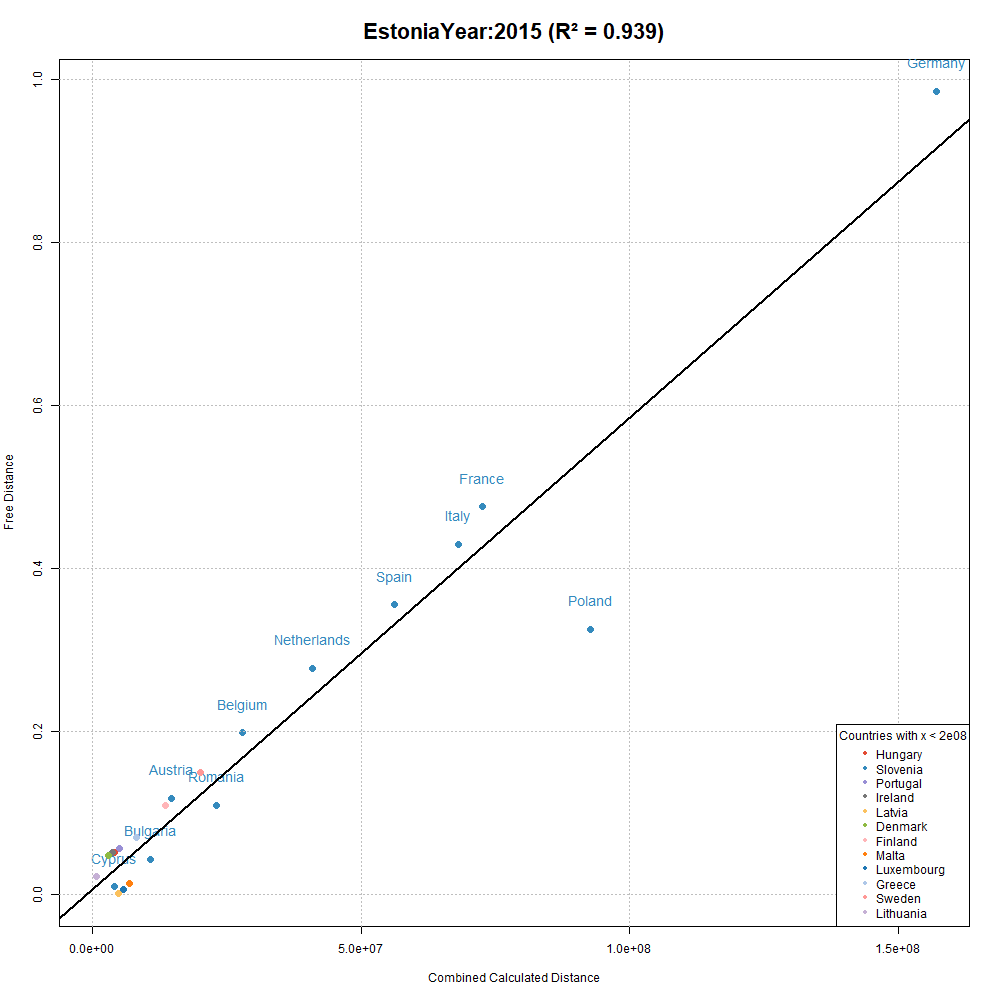 EstoniaYear:2015 (R² = 0.939)
Germany
France
Italy
Spain
Poland
Netherlands
Belgium
Austria
Romania
Bulgaria
Cyprus
Free Distance
0.0
0.2
0.4
0.6
0.8
1.0
Countries with x < 2e08
Hungary
Slovenia
Portugal
Ireland
Latvia
Denmark
Finland
Malta
Luxembourg
Greece
Sweden
Lithuania
0.0e+00 5.0e+07 1.0e+08 1.5e+08
Combined Calculated Distance